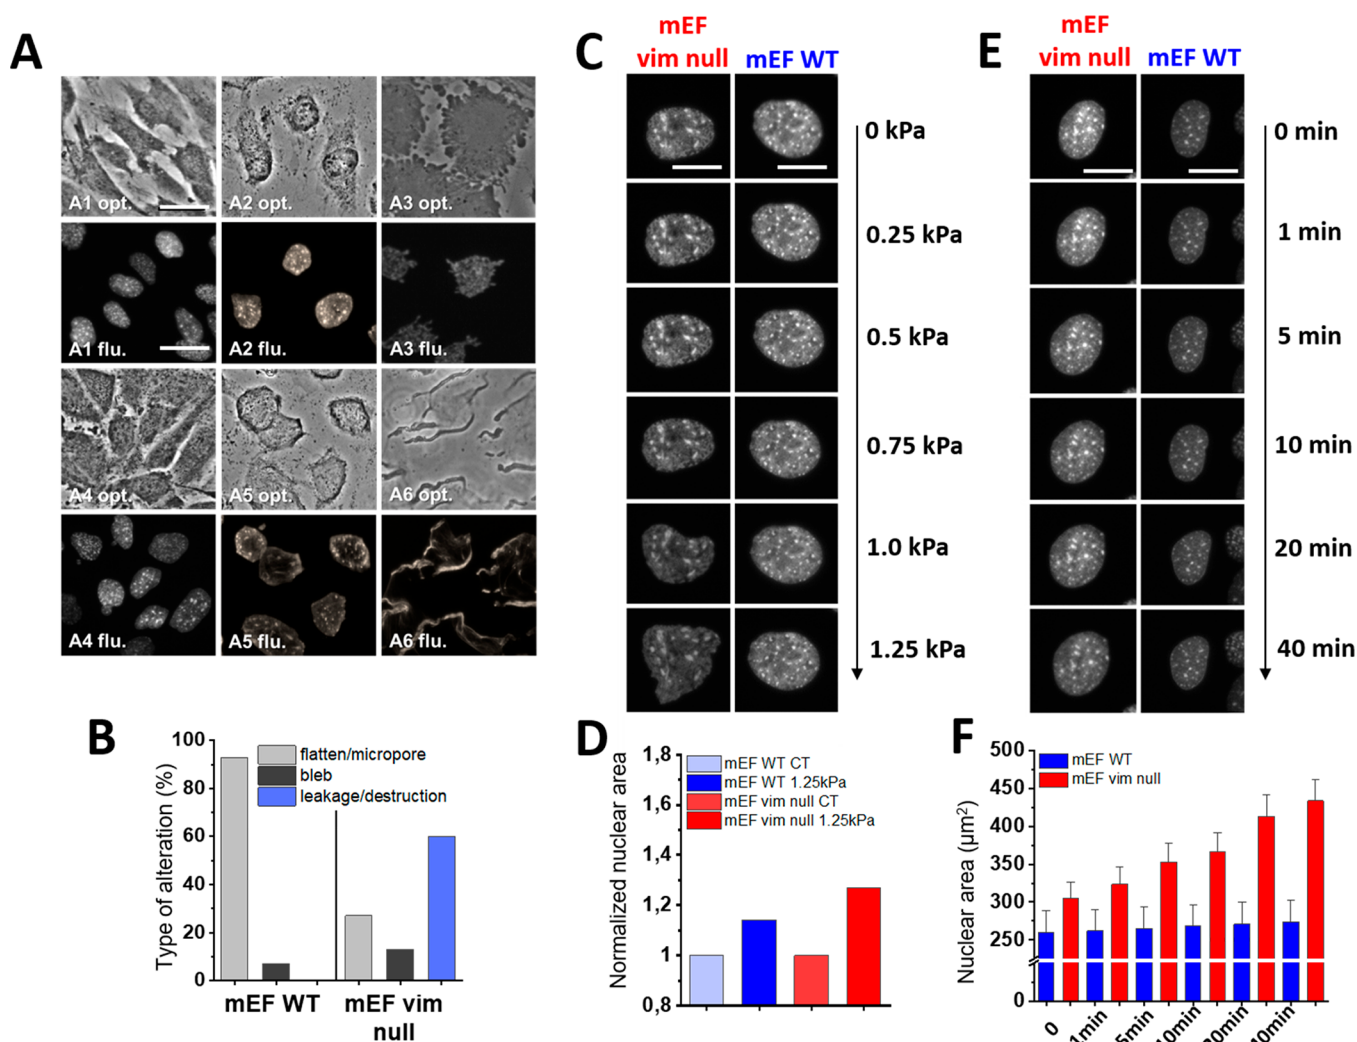 A
A1 opt.
A2 opt.
A3 opt.
A1 flu.
A2 flu.
A3 flu.
A4 opt.
A5 opt.
A6 opt.
A4 flu.
A5 flu.
A6 flu.
B
Type of alteration (%)
100
80
60
40
20
0
flatten/micropore
bleb
leakage/destruction
mEF WT
mEF vim
null
C
mEF
vim null
mEF WT
0 kPa
0.25 kPa
0.5 kPa
0.75 kPa
1.0 kPa
1.25 kPa
D
Normalized nuclear area
1,8
1,6
1,4
1,2
1
0,8
mEF WT CT
mEF WT 1.25kPa
mEF vim null CT
mEF vim null 1.25kPa
E
mEF
vim null
mEF WT
0 min
1 min
5 min
10 min
20 min
40 min
F
Nuclear area (µm²)
500
450
400
350
300
250
0
mEF WT
mEF vim null
0
1min
5min
10min
20min
40min